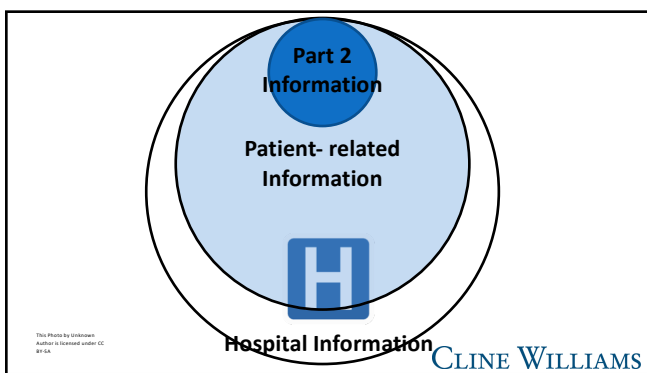 Part 2
Information
Patient- related
Information
H
Hospital Information
This Photo by Unknown
Author is licensed under CC
BY-SA
CLINE WILLIAMS